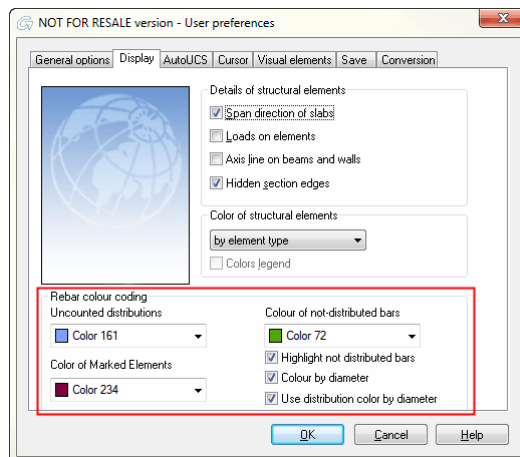 NOT FOR RESALE version - User preferences
General options Display AutoUCS Cursor Visual elements Save Conversion
Details of structural elements
Span direction of slabs
Loads on elements
Axis line on beams and walls
Hidden section edges
Color of structural elements
by element type
Colors legend
Rebar colour coding
Uncounted distributions
Color 161
Color of Marked Elements
Color 234
Colour of not-distributed bars
Color 72
Highlight not distributed bars
Colour by diameter
Use distribution color by diameter
OK Cancel Help